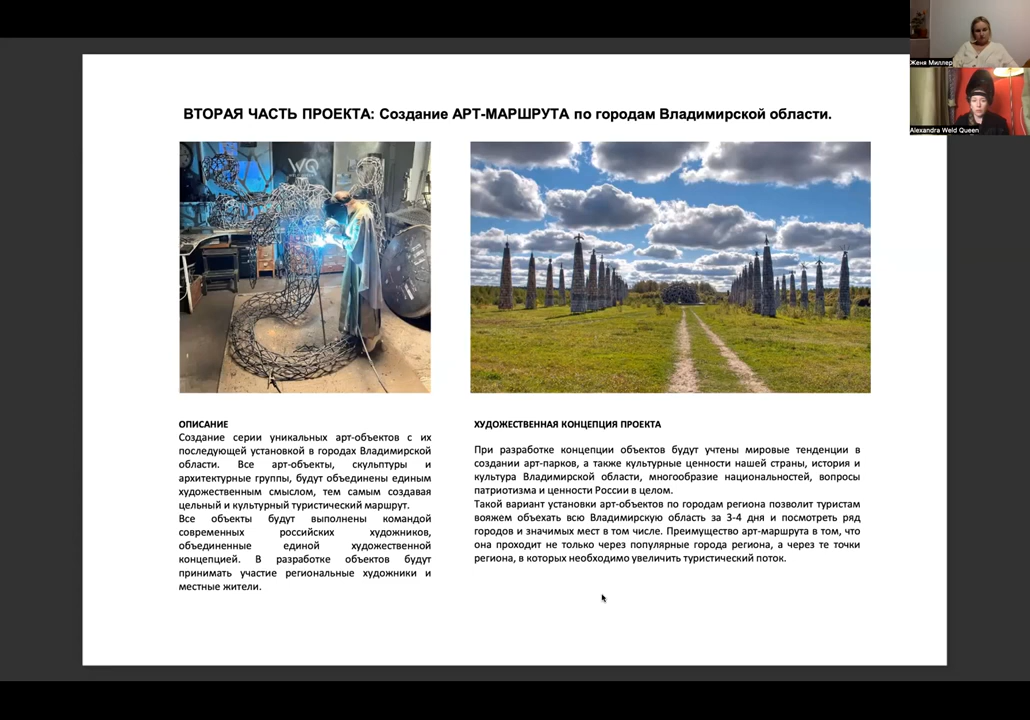 Женя Миллер
Alexandra Weld Queen
ВТОРАЯ ЧАСТЬ ПРОЕКТА: Создание АРТ-МАРШРУТА по городам Владимирской области.
WQ
ОПИСАНИЕ
Создание серии уникальных арт-объектов с их
последующей установкой в городах Владимирской
области. Все арт-объекты, скульптуры и
архитектурные группы, будут объединены единым
художественным смыслом, тем самым создавая
цельный и культурный туристический маршрут.
Все объекты будут выполнены командой
современных российских художников,
объединенные единой художественной
концепцией. В разработке объектов будут
принимать участие региональные художники и
местные жители.
ХУДОЖЕСТВЕННАЯ КОНЦЕПЦИЯ ПРОЕКТА
При разработке концепции объектов будут учтены мировые тенденции в
создании арт-парков, а также культурные ценности нашей страны, история и
культура Владимирской области, многообразие национальностей, вопросы
патриотизма и ценности России в целом.
Такой вариант установки арт-объектов по городам региона позволит туристам
вояжем объехать всю Владимирскую область за 3-4 дня и посмотреть ряд
городов и значимых мест в том числе. Преимущество арт-маршрута в том, что
она проходит не только через популярные города региона, а через те точки
региона, в которых необходимо увеличить туристический поток.